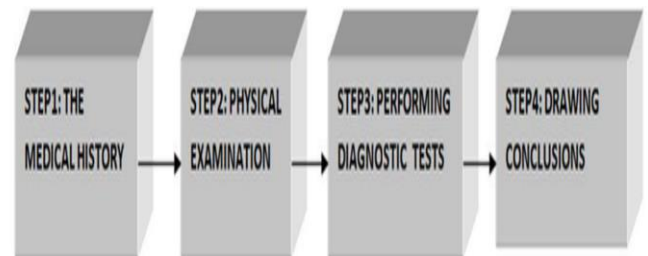 STEP1: THE
MEDICAL HISTORY
STEP2: PHYSICAL
EXAMINATION
STEP3: PERFORMING
DIAGNOSTIC TESTS
STEP4: DRAWING
CONCLUSIONS